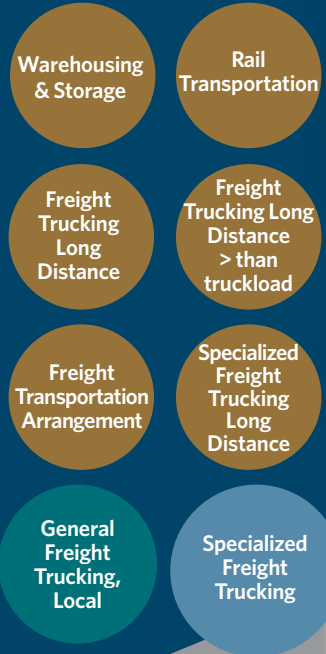 Warehousing
& Storage
Rail
Transportation
Freight
Trucking
Long
Distance
Freight
Trucking Long
Distance
> than
truckload
Freight
Transportation
Arrangement
Specialized
Freight
Trucking
Long
Distance
General
Freight
Trucking,
Local
Specialized
Freight
Trucking